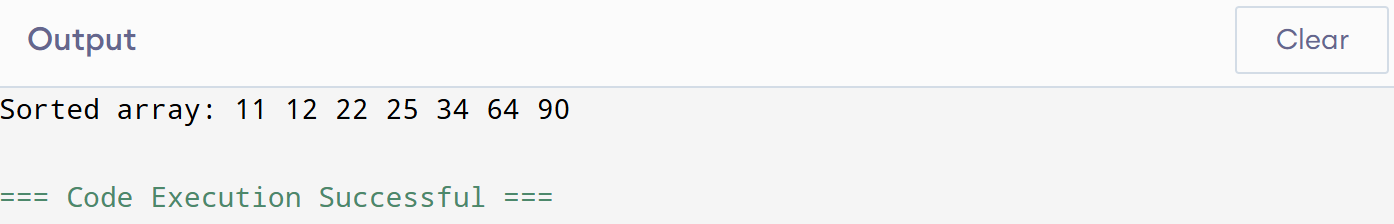 Output
Clear
Sorted array: 11 12 22 25 34 64 90
=== Code Execution Successful ===